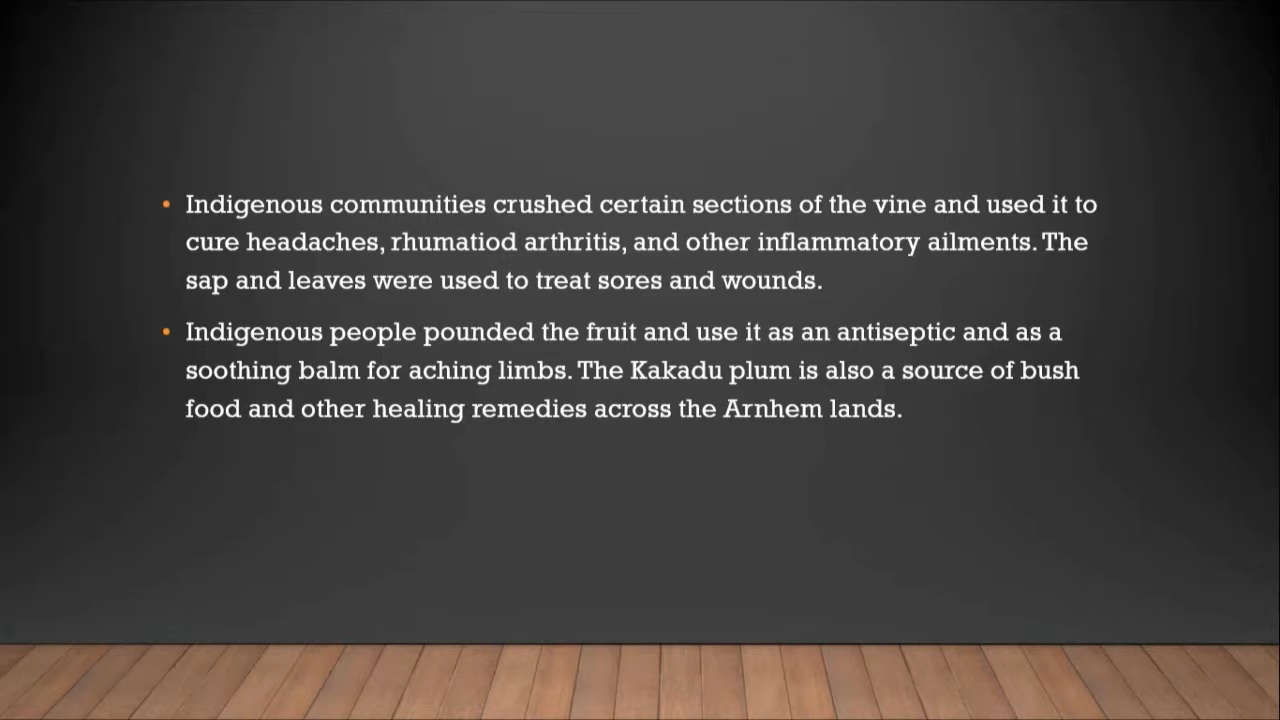 • Indigenous communities crushed certain sections of the vine and used it to
cure headaches, rhumatiod arthritis, and other inflammatory ailments. The
sap and leaves were used to treat sores and wounds.
• Indigenous people pounded the fruit and use it as an antiseptic and as a
soothing balm for aching limbs. The Kakadu plum is also a source of bush
food and other healing remedies across the Arnhem lands.